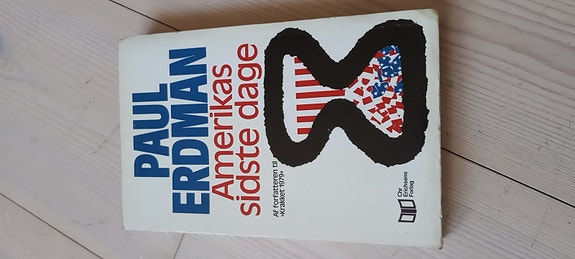 PAUL
ERDMAN
Amerikas
sidste dage
Af forfatteren til
»Krakket 1979«
Chr
Erichsens
Forlag